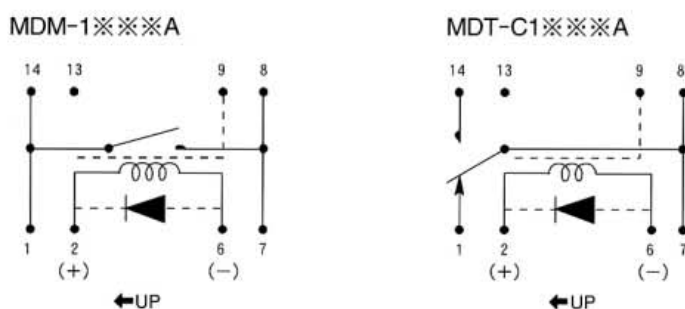 MDM-1※※※A MDT-C1※※※A
14 13 9 8 14 13 9 8
1 2 6 7 1 2 6 7
(+) (−) (+) (−)
⬅UP ⬅UP